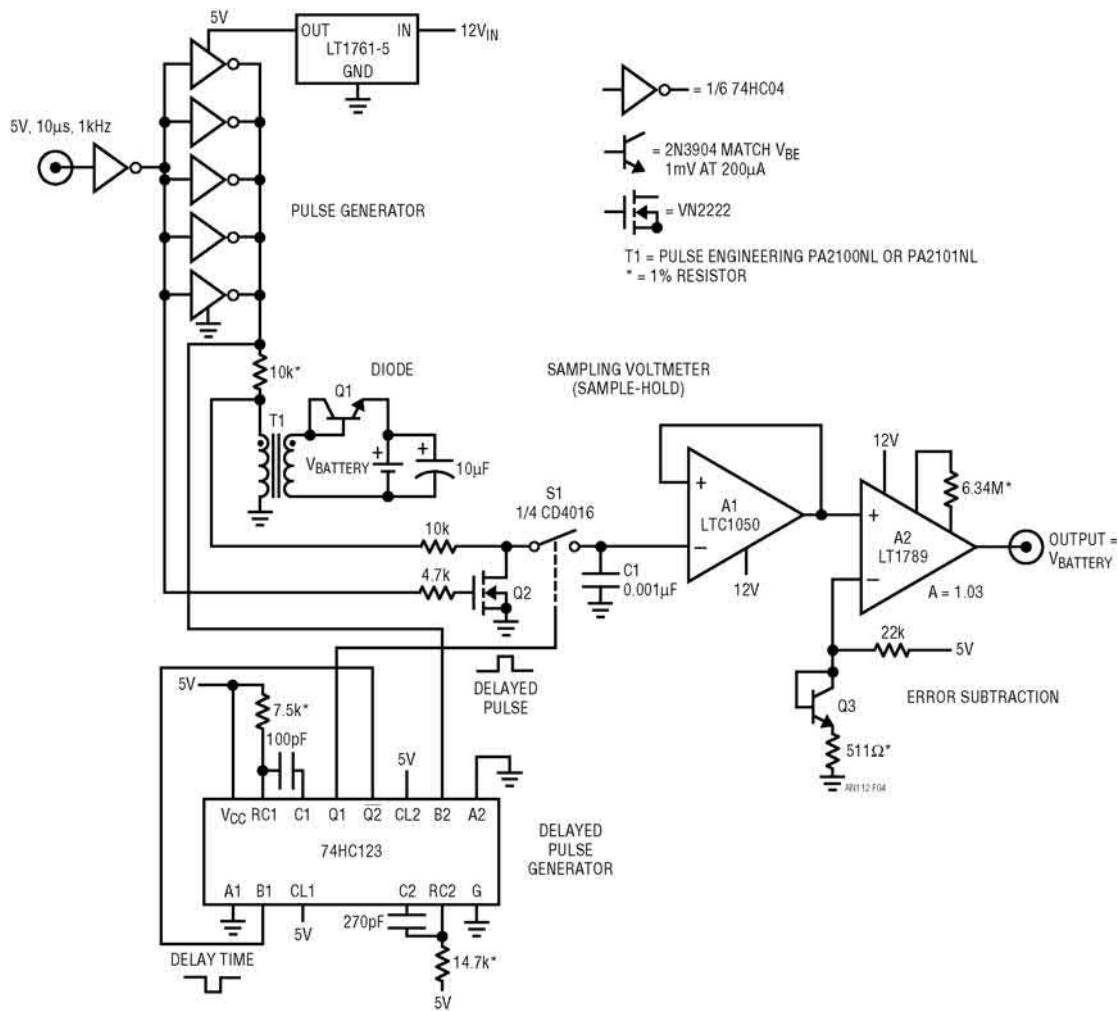 5V
OUT
IN
12VIN
LT1761-5
GND
= 1/6 74HC04
5V, 10µs, 1kHz
= 2N3904 MATCH VBE
1mV AT 200µA
PULSE GENERATOR
= VN2222
T1 = PULSE ENGINEERING PA2100NL OR PA2101NL
* = 1% RESISTOR
10k*
DIODE
SAMPLING VOLTMETER
(SAMPLE-HOLD)
Q1
T1
+
+
VBATTERY
10µF
12V
6.34M*
S1
1/4 CD4016
+
A1
LTC1050
−
+
A2
LT1789
−
OUTPUT =
VBATTERY
10k
4.7k
Q2
C1
0.001µF
12V
A = 1.03
22k
5V
DELAYED
PULSE
ERROR SUBTRACTION
Q3
511Ω*
AN112 F04
5V
7.5k*
100pF
5V
VCC RC1 C1 Q1 Q2 CL2 B2 A2
74HC123
DELAYED
PULSE
GENERATOR
A1 B1 CL1 C2 RC2 G
5V
270pF
DELAY TIME
14.7k*
5V